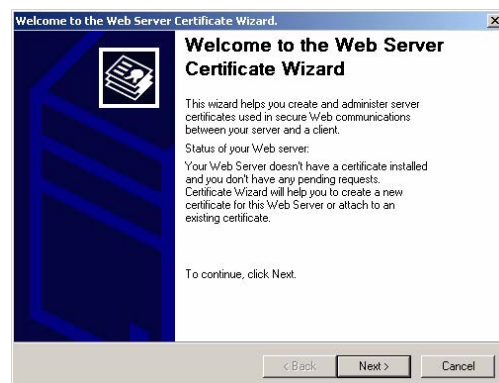 Welcome to the Web Server Certificate Wizard.
Welcome to the Web Server
Certificate Wizard
This wizard helps you create and administer server
certificates used in secure Web communications
between your server and a client.
Status of your Web server:
Your Web Server doesn't have a certificate installed
and you don't have any pending requests.
Certificate Wizard will help you to create a new
certificate for this Web Server or attach to an
existing certificate.
To continue, click Next.
< Back
Next >
Cancel